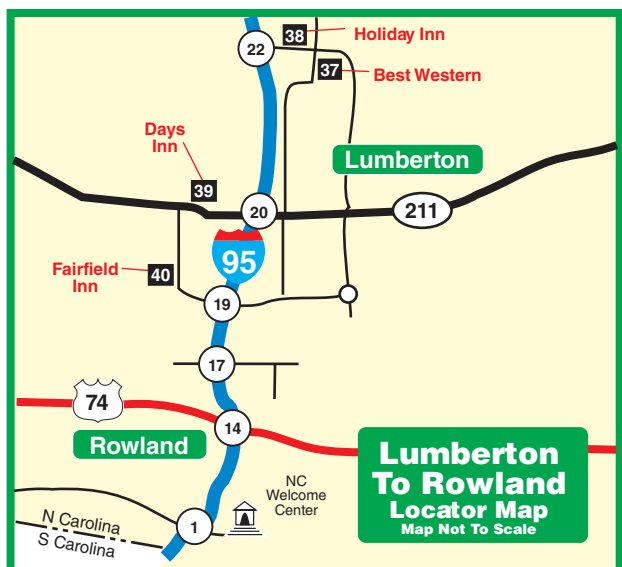 38
Holiday Inn
22
37
Best Western
Days
Inn
Lumberton
39
20
211
95
Fairfield
Inn
40
19
17
74
14
Rowland
Lumberton
To Rowland
Locator Map
Map Not To Scale
NC
Welcome
Center
N Carolina
S Carolina
1